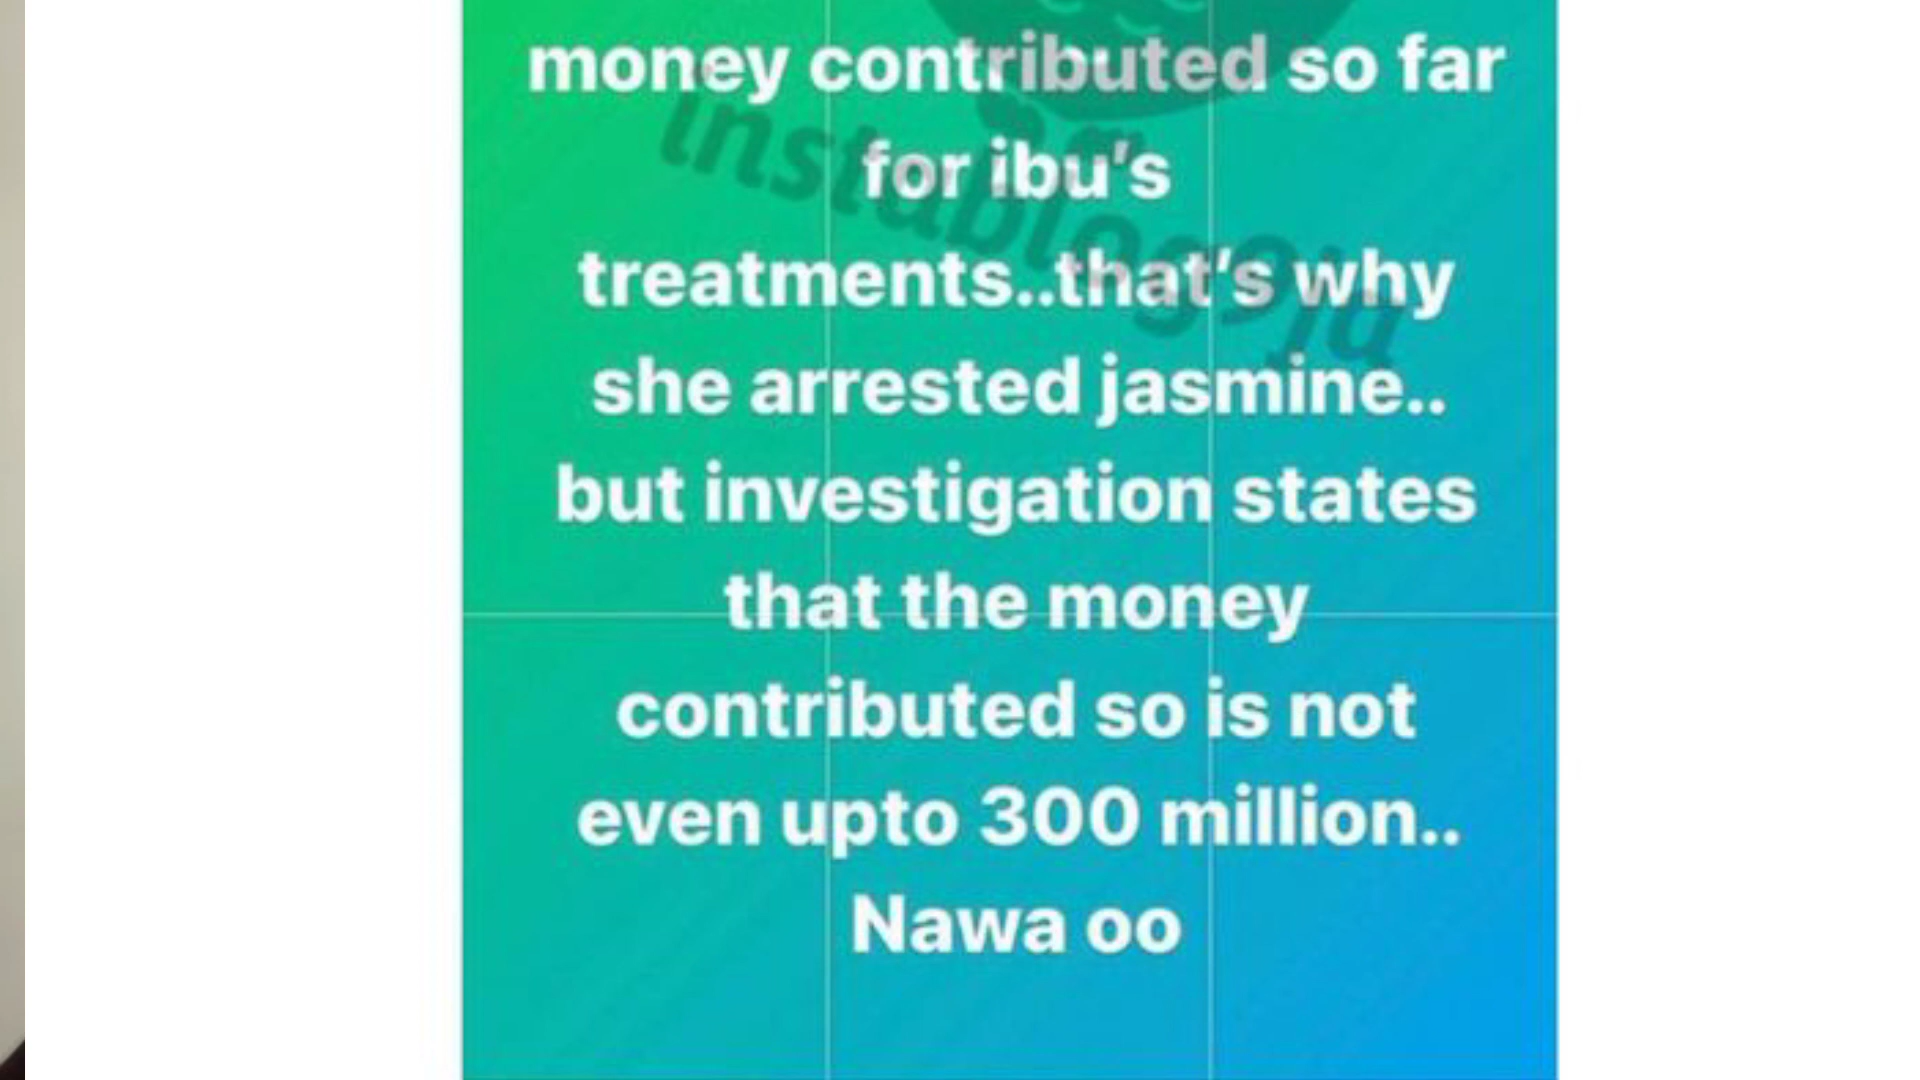 money contributed so far
for ibu's
treatments..that's why
she arrested jasmine..
but investigation states
that the money
contributed so is not
even upto 300 million..
Nawa oo
instablog9ja